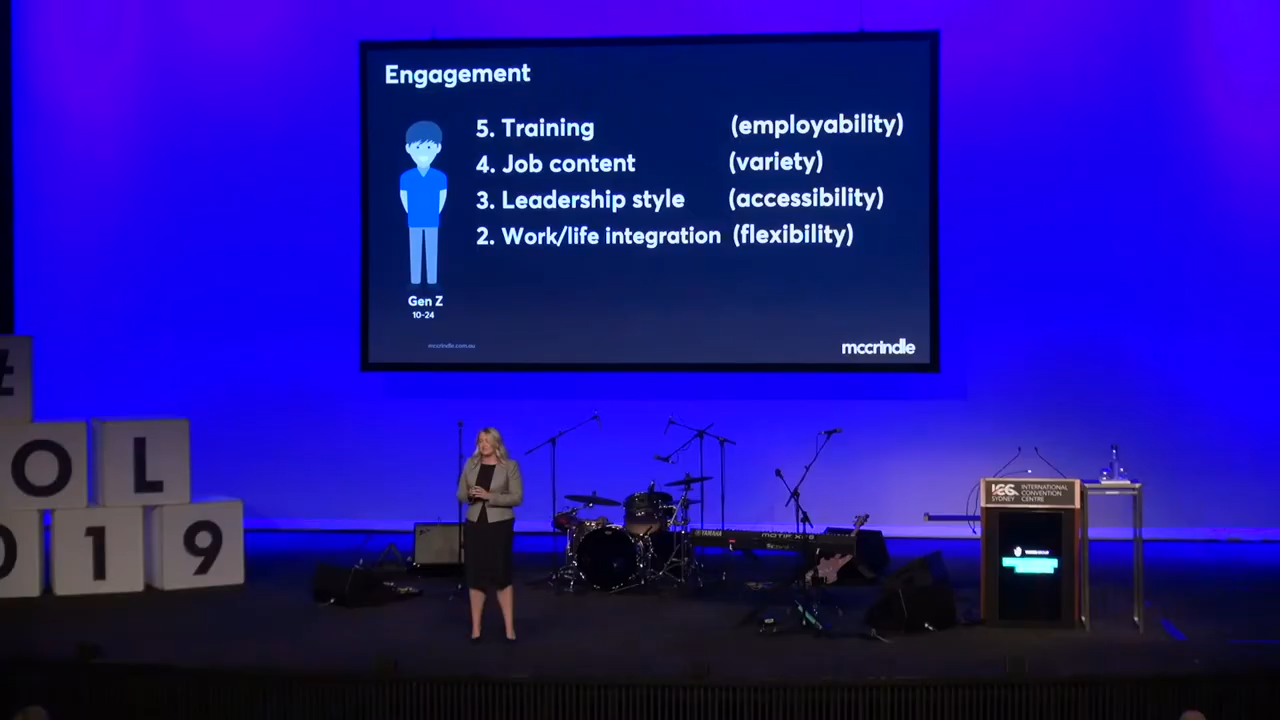 Engagement
5. Training (employability)
4. Job content (variety)
3. Leadership style (accessibility)
2. Work/life integration (flexibility)
Gen Z
10-24
mccrindle.com.au
mccrindle
#
OL
019
ICC SYDNEY
INTERNATIONAL
CONVENTION
CENTRE
YAMAHA